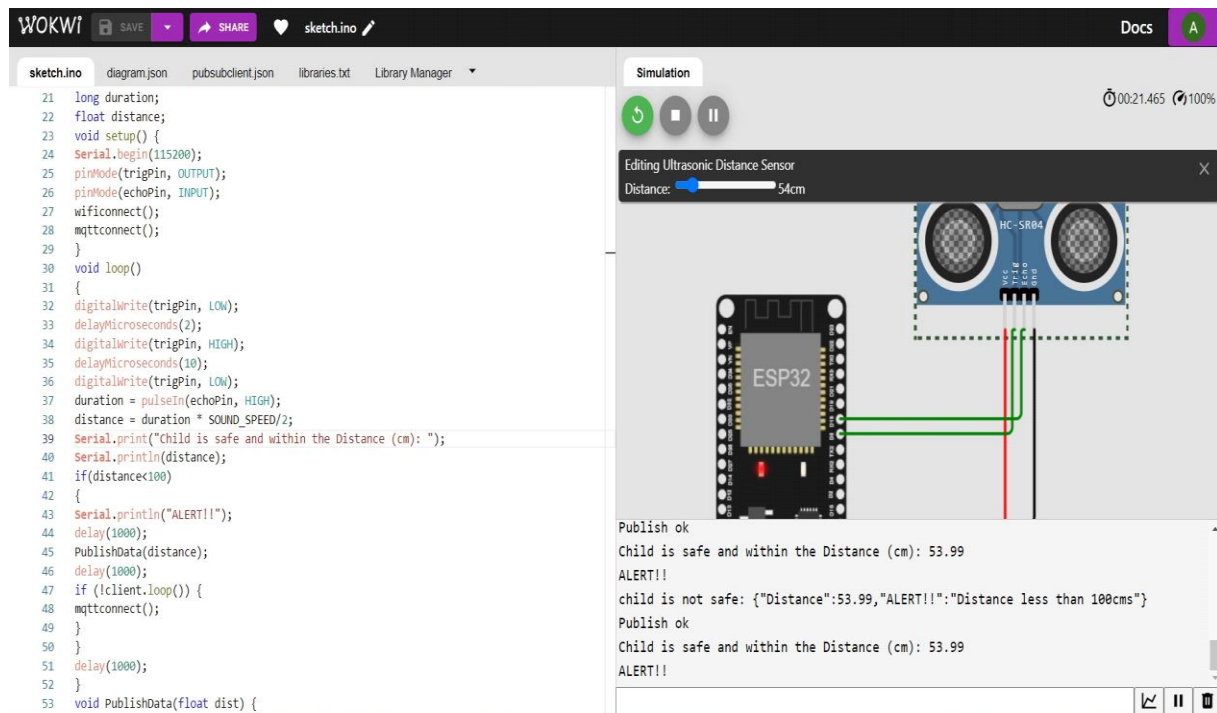 WOKWi SAVE SHARE sketch.ino Docs A
sketch.ino diagram.json pubsubclient.json libraries.txt Library Manager
21 long duration;
22 float distance;
23 void setup() {
24 Serial.begin(115200);
25 pinMode(trigPin, OUTPUT);
26 pinMode(echoPin, INPUT);
27 wificonnect();
28 mqttconnect();
29 }
30 void loop()
31 {
32 digitalWrite(trigPin, LOW);
33 delayMicroseconds(2);
34 digitalWrite(trigPin, HIGH);
35 delayMicroseconds(10);
36 digitalWrite(trigPin, LOW);
37 duration = pulseIn(echoPin, HIGH);
38 distance = duration * SOUND_SPEED/2;
39 Serial.print("Child is safe and within the Distance (cm): ");
40 Serial.println(distance);
41 if(distance<100)
42 {
43 Serial.println("ALERT!!");
44 delay(1000);
45 PublishData(distance);
46 delay(1000);
47 if (!client.loop()) {
48 mqttconnect();
49 }
50 }
51 delay(1000);
52 }
53 void PublishData(float dist) {
Simulation
00:21.465 100%
Editing Ultrasonic Distance Sensor X
Distance: 54cm
HC-SR04
Vcc
Trig
Echo
Gnd
ESP32
Publish ok
Child is safe and within the Distance (cm): 53.99
ALERT!!
child is not safe: {"Distance":53.99,"ALERT!!":"Distance less than 100cms"}
Publish ok
Child is safe and within the Distance (cm): 53.99
ALERT!!